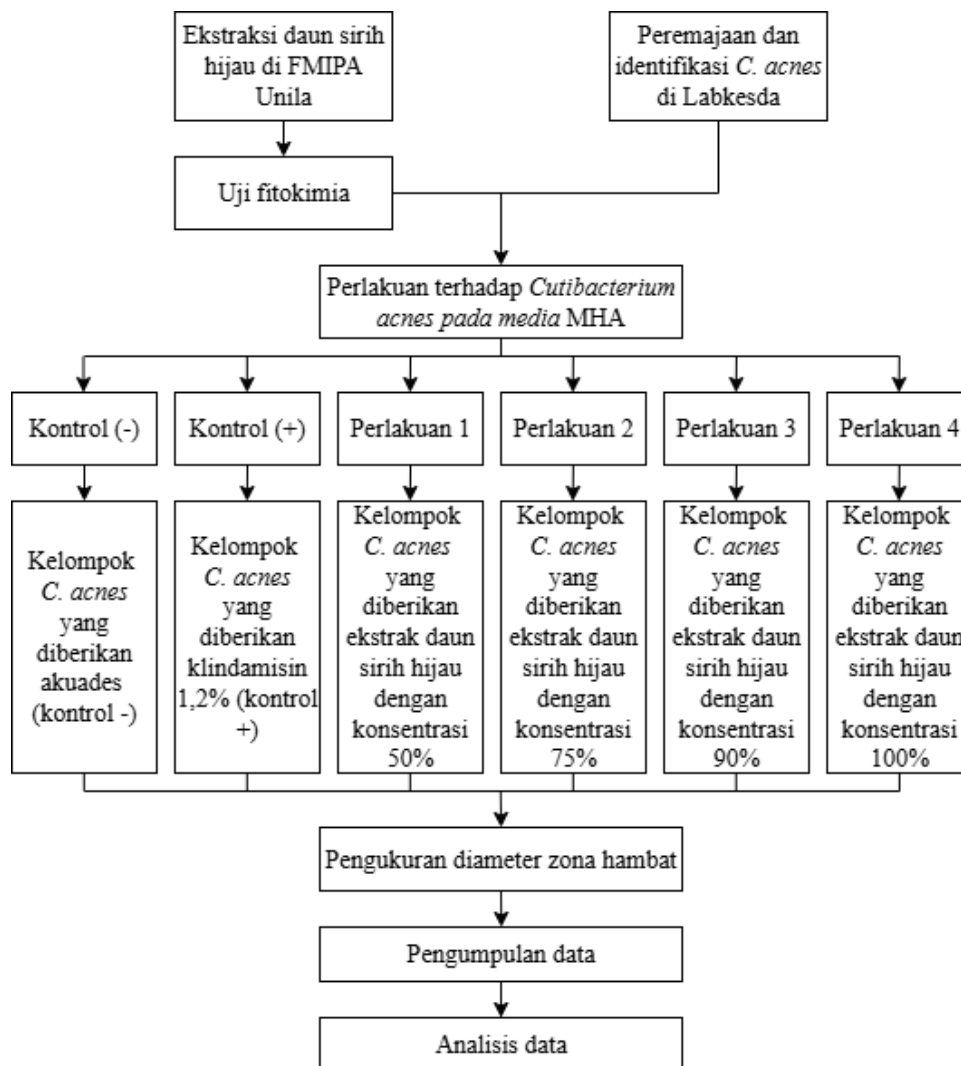 Ekstraksi daun sirih
hijau di FMIPA
Unila
Peremajaan dan
identifikasi C. acnes
di Labkesda
Uji fitokimia
Perlakuan terhadap Cutibacterium
acnes pada media MHA
Kontrol (-)
Kontrol (+)
Perlakuan 1
Perlakuan 2
Perlakuan 3
Perlakuan 4
Kelompok
C. acnes
yang
diberikan
akuades
(kontrol -)
Kelompok
C. acnes
yang
diberikan
klindamisin
1,2% (kontrol
+)
Kelompok
C. acnes
yang
diberikan
ekstrak daun
sirih hijau
dengan
konsentrasi
50%
Kelompok
C. acnes
yang
diberikan
ekstrak daun
sirih hijau
dengan
konsentrasi
75%
Kelompok
C. acnes
yang
diberikan
ekstrak daun
sirih hijau
dengan
konsentrasi
90%
Kelompok
C. acnes
yang
diberikan
ekstrak daun
sirih hijau
dengan
konsentrasi
100%
Pengukuran diameter zona hambat
Pengumpulan data
Analisis data